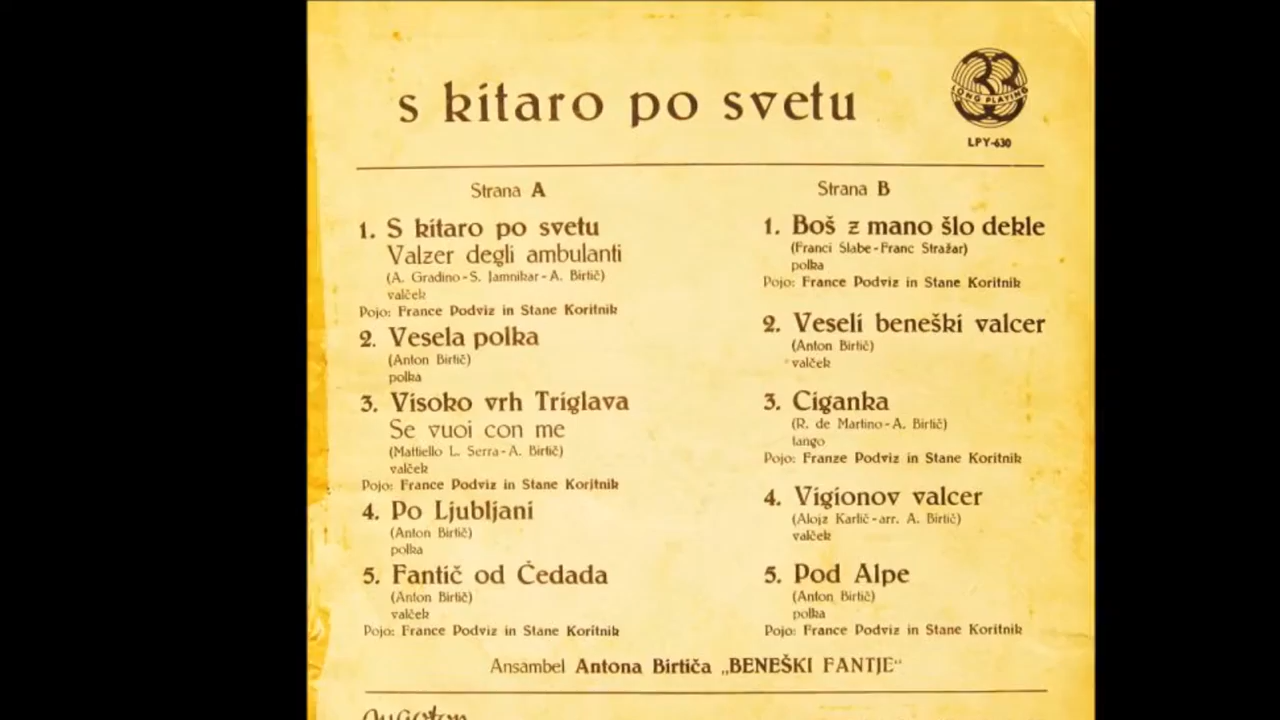 s kitaro po svetu
33
LONG PLAYING
LPY-630
Strana A
1. S kitaro po svetu
Valzer degli ambulanti
(A. Gradino-S. Jamnikar-A. Birtič)
valček
Pojo: France Podviz in Stane Koritnik
2. Vesela polka
(Anton Birtič)
polka
3. Visoko vrh Triglava
Se vuoi con me
(Mattiello L. Serra-A. Birtič)
valček
Pojo: France Podviz in Stane Koritnik
4. Po Ljubljani
(Anton Birtič)
polka
5. Fantič od Čedada
(Anton Birtič)
valček
Pojo: France Podviz in Stane Koritnik
Strana B
1. Boš z mano šlo dekle
(Franci Slabe-Franc Stražar)
polka
Pojo: France Podviz in Stane Koritnik
2. Veseli beneški valcer
(Anton Birtič)
valček
3. Ciganka
(R. de Martino-A. Birtič)
tango
Pojo: Franze Podviz in Stane Koritnik
4. Vigionov valcer
(Alojz Karlič-arr. A. Birtič)
valček
5. Pod Alpe
(Anton Birtič)
polka
Pojo: France Podviz in Stane Koritnik
Ansambel Antona Birtiča „BENEŠKI FANTJE“